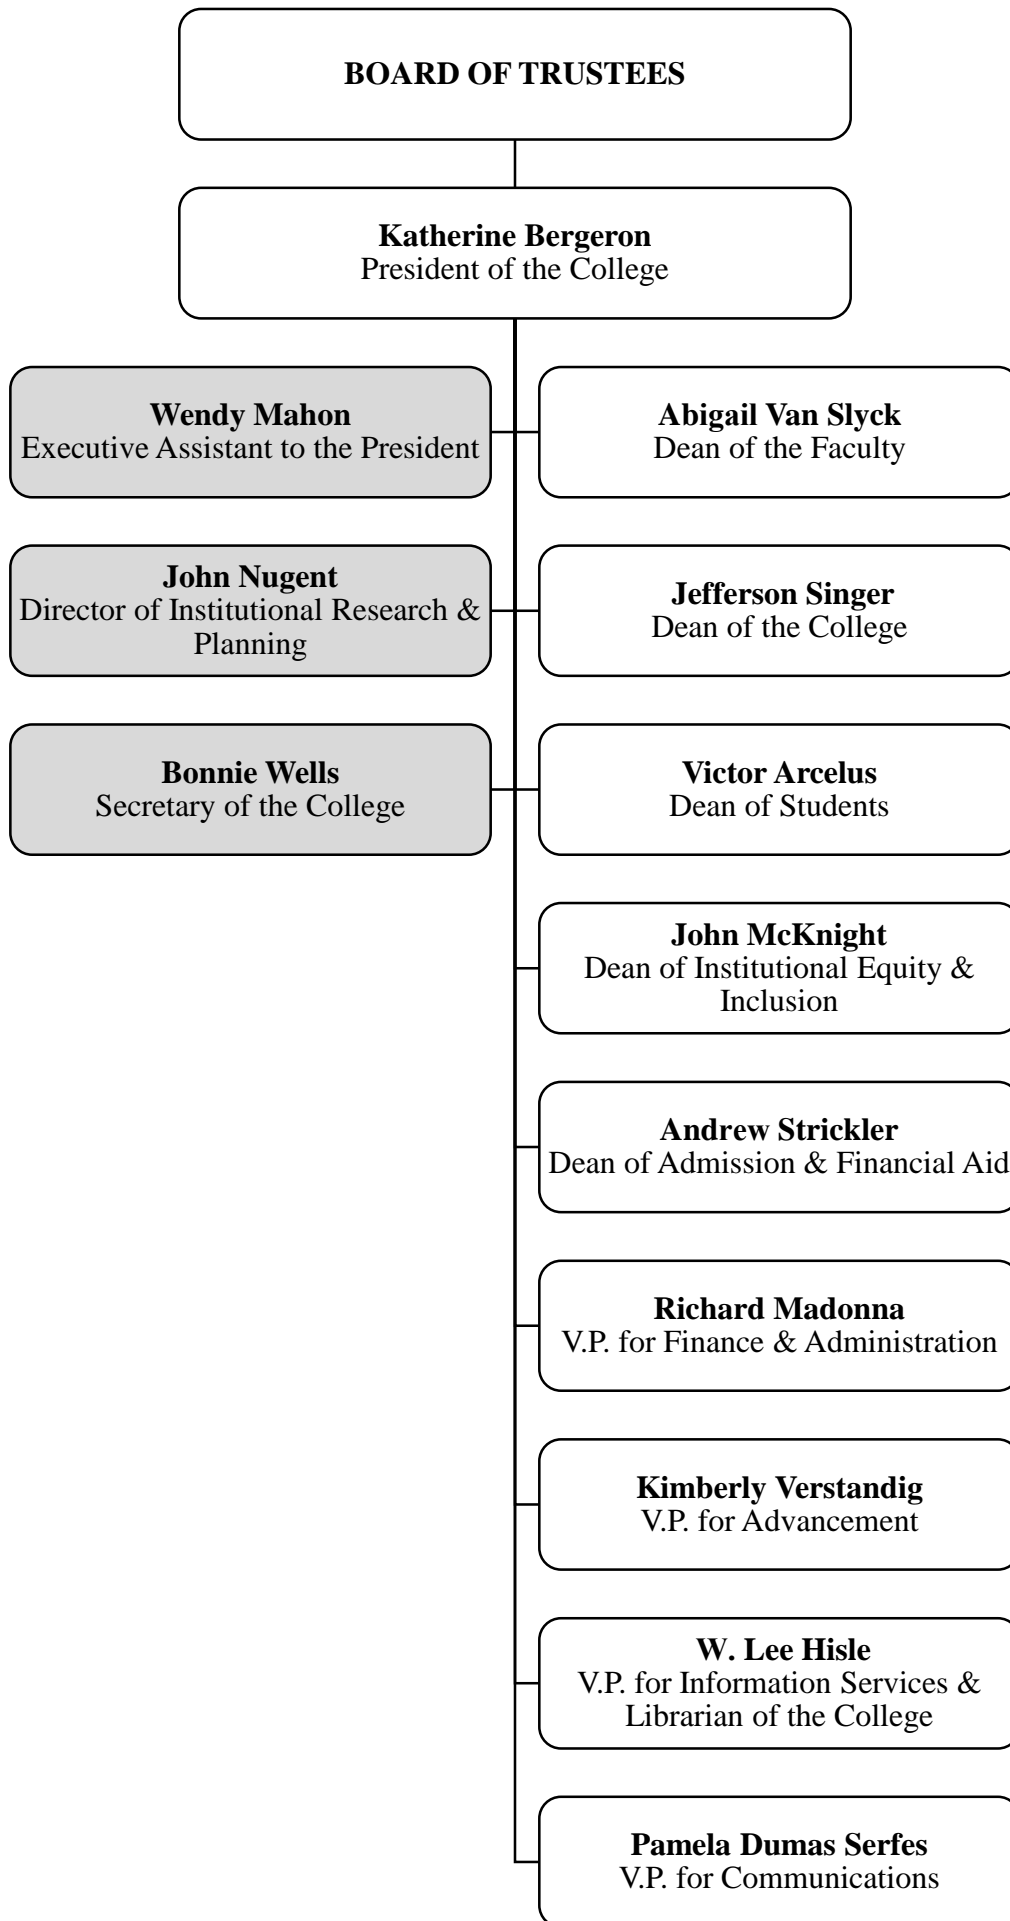 BOARD OF TRUSTEES
Katherine Bergeron
President of the College
Wendy Mahon
Executive Assistant to the President
Abigail Van Slyck
Dean of the Faculty
John Nugent
Director of Institutional Research &
Planning
Jefferson Singer
Dean of the College
Bonnie Wells
Secretary of the College
Victor Arcelus
Dean of Students
John McKnight
Dean of Institutional Equity &
Inclusion
Andrew Strickler
Dean of Admission & Financial Aid
Richard Madonna
V.P. for Finance & Administration
Kimberly Verstandig
V.P. for Advancement
W. Lee Hisle
V.P. for Information Services &
Librarian of the College
Pamela Dumas Serfes
V.P. for Communications